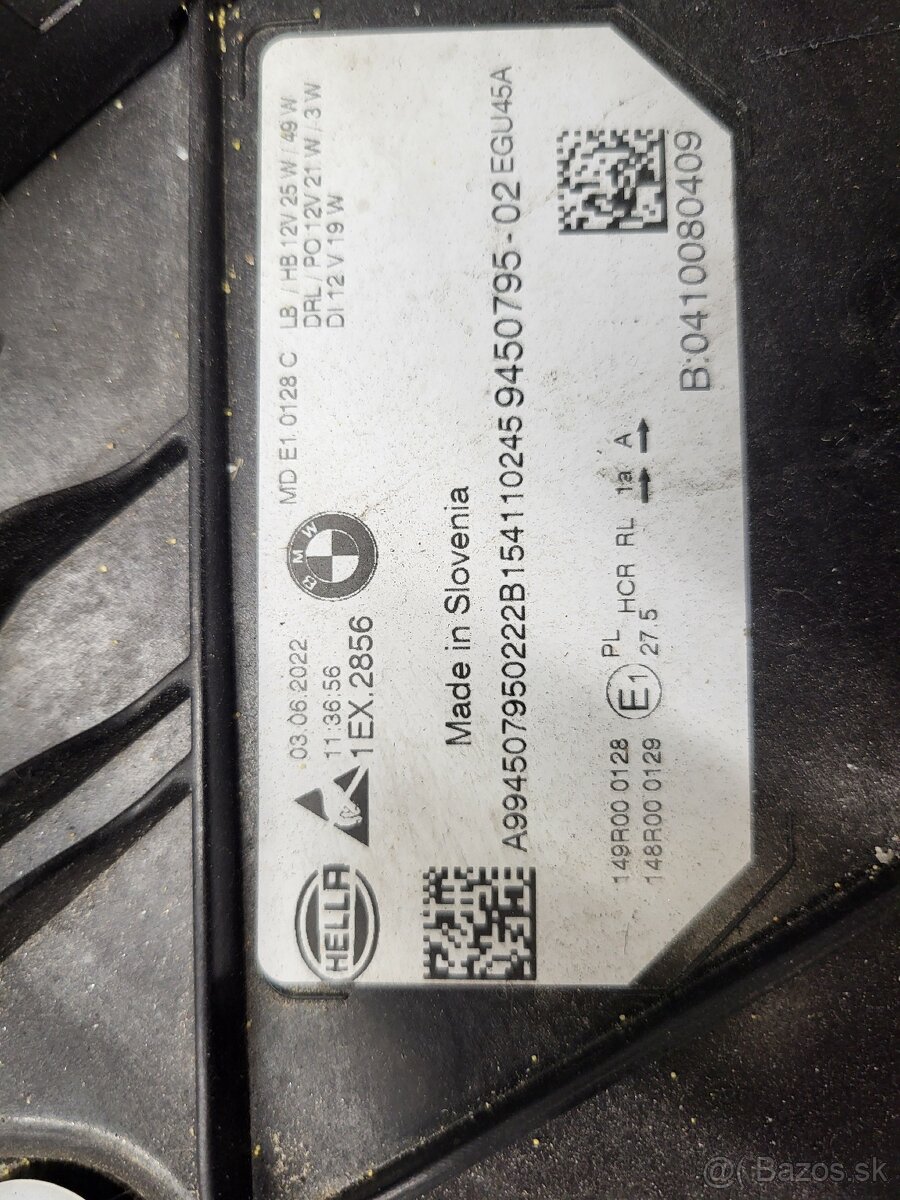 HELLA
03.06.2022
11:36:56
1EX.2856
BMW
MD E1 0128 C
LB / HB 12V 25 W / 49 W
DRL / PO 12V 21 W / 3 W
DI 12 V 19 W
Made in Slovenia
A994507950222B154110245 9450795-02 EGU45A
149R00 0128
148R00 0129
E1
PL
27.5
HCR RL 1a A
B:0410080409
Bazos.sk